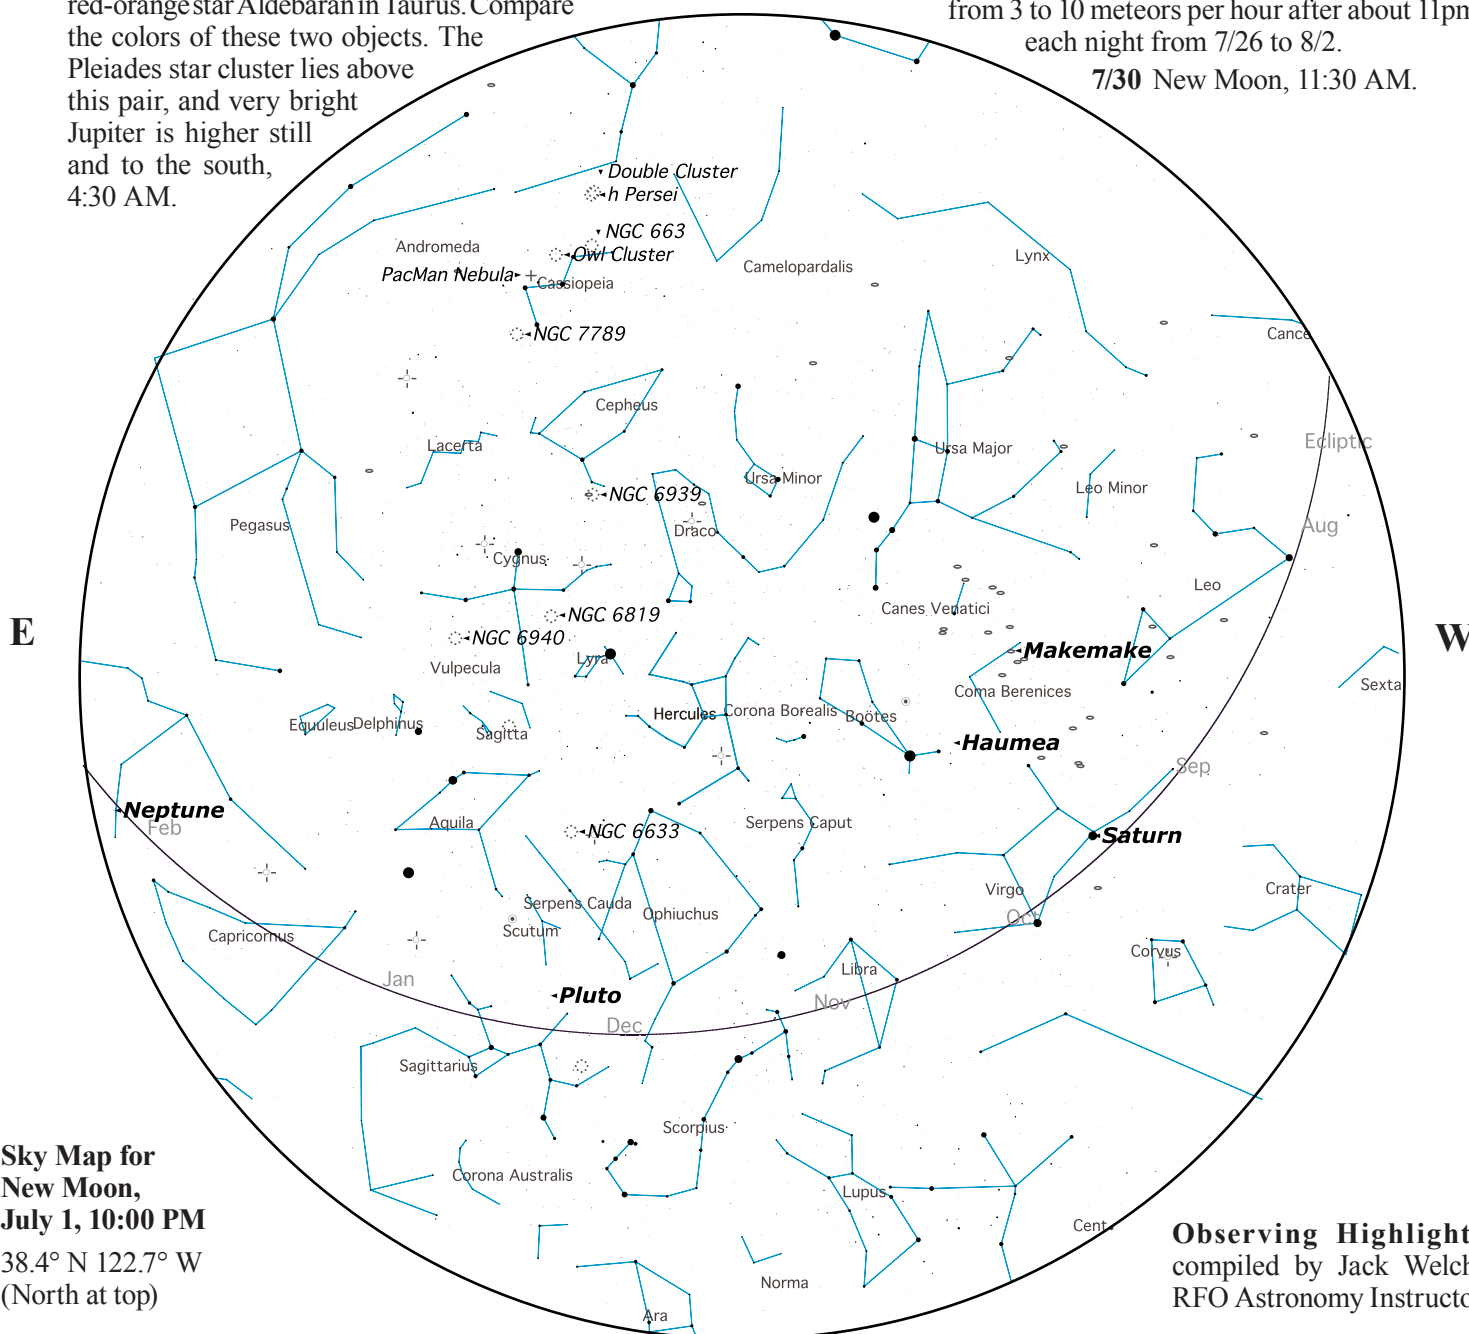 red-orange star Aldebaran in Taurus. Compare
the colors of these two objects. The
Pleiades star cluster lies above
this pair, and very bright
Jupiter is higher still
and to the south,
4:30 AM.
from 3 to 10 meteors per hour after about 11pm
each night from 7/26 to 8/2.
7/30 New Moon, 11:30 AM.
Double Cluster
h Persei
NGC 663
Owl Cluster
Andromeda
PacMan Nebula
Cassiopeia
Camelopardalis
Lynx
NGC 7789
Cance
Cepheus
Lacerta
Ursa Major
Ecliptic
Ursa Minor
Leo Minor
NGC 6939
Pegasus
Draco
Aug
Cygnus
Leo
Canes Venatici
NGC 6819
E
W
NGC 6940
Makemake
Vulpecula
Lyra
Coma Berenices
Sexta
Equuleus
Delphinus
Sagitta
Hercules
Corona Borealis
Boötes
Haumea
Sep
Neptune
Feb
Aquila
NGC 6633
Serpens Caput
Saturn
Virgo
Crater
Serpens Cauda
Ophiuchus
Oct
Scutum
Capricornus
Corvus
Libra
Jan
Pluto
Nov
Dec
Sagittarius
Scorpius
Corona Australis
Lupus
Cent
Norma
Ara
Sky Map for
New Moon,
July 1, 10:00 PM
38.4° N 122.7° W
(North at top)
Observing Highlight
compiled by Jack Welch
RFO Astronomy Instructo